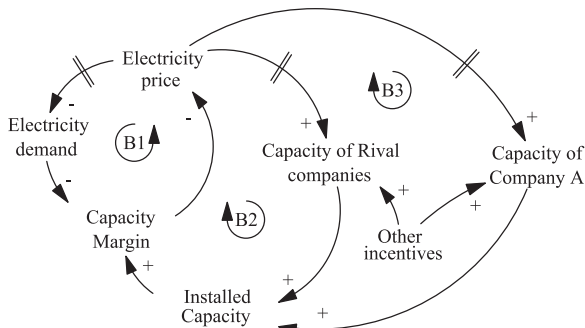 Electricity
price
B3
-
-
+
+
Electricity
demand
B1
Capacity of Rival
companies
Capacity of
Company A
-
+
+
Capacity
Margin
B2
Other
incentives
+
+
+
Installed
Capacity